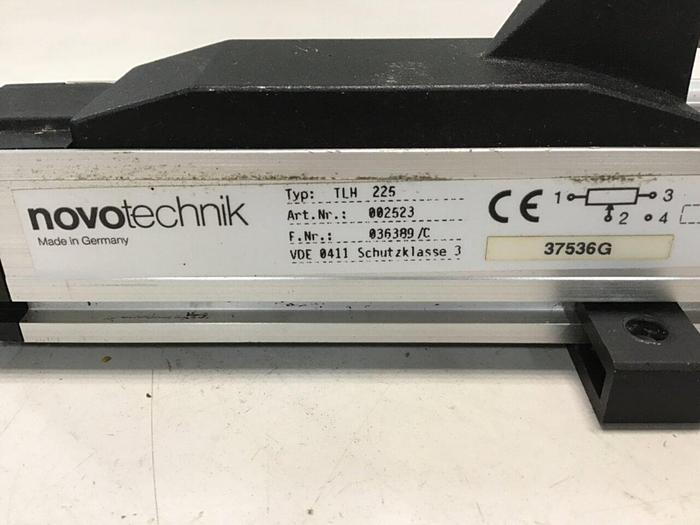 novotechnik
Made in Germany
Typ: TLH 225
Art.Nr.: 002523
F.Nr.: 036389/C
VDE 0411 Schutzklasse 3
CE
1 3
2 4
37536G